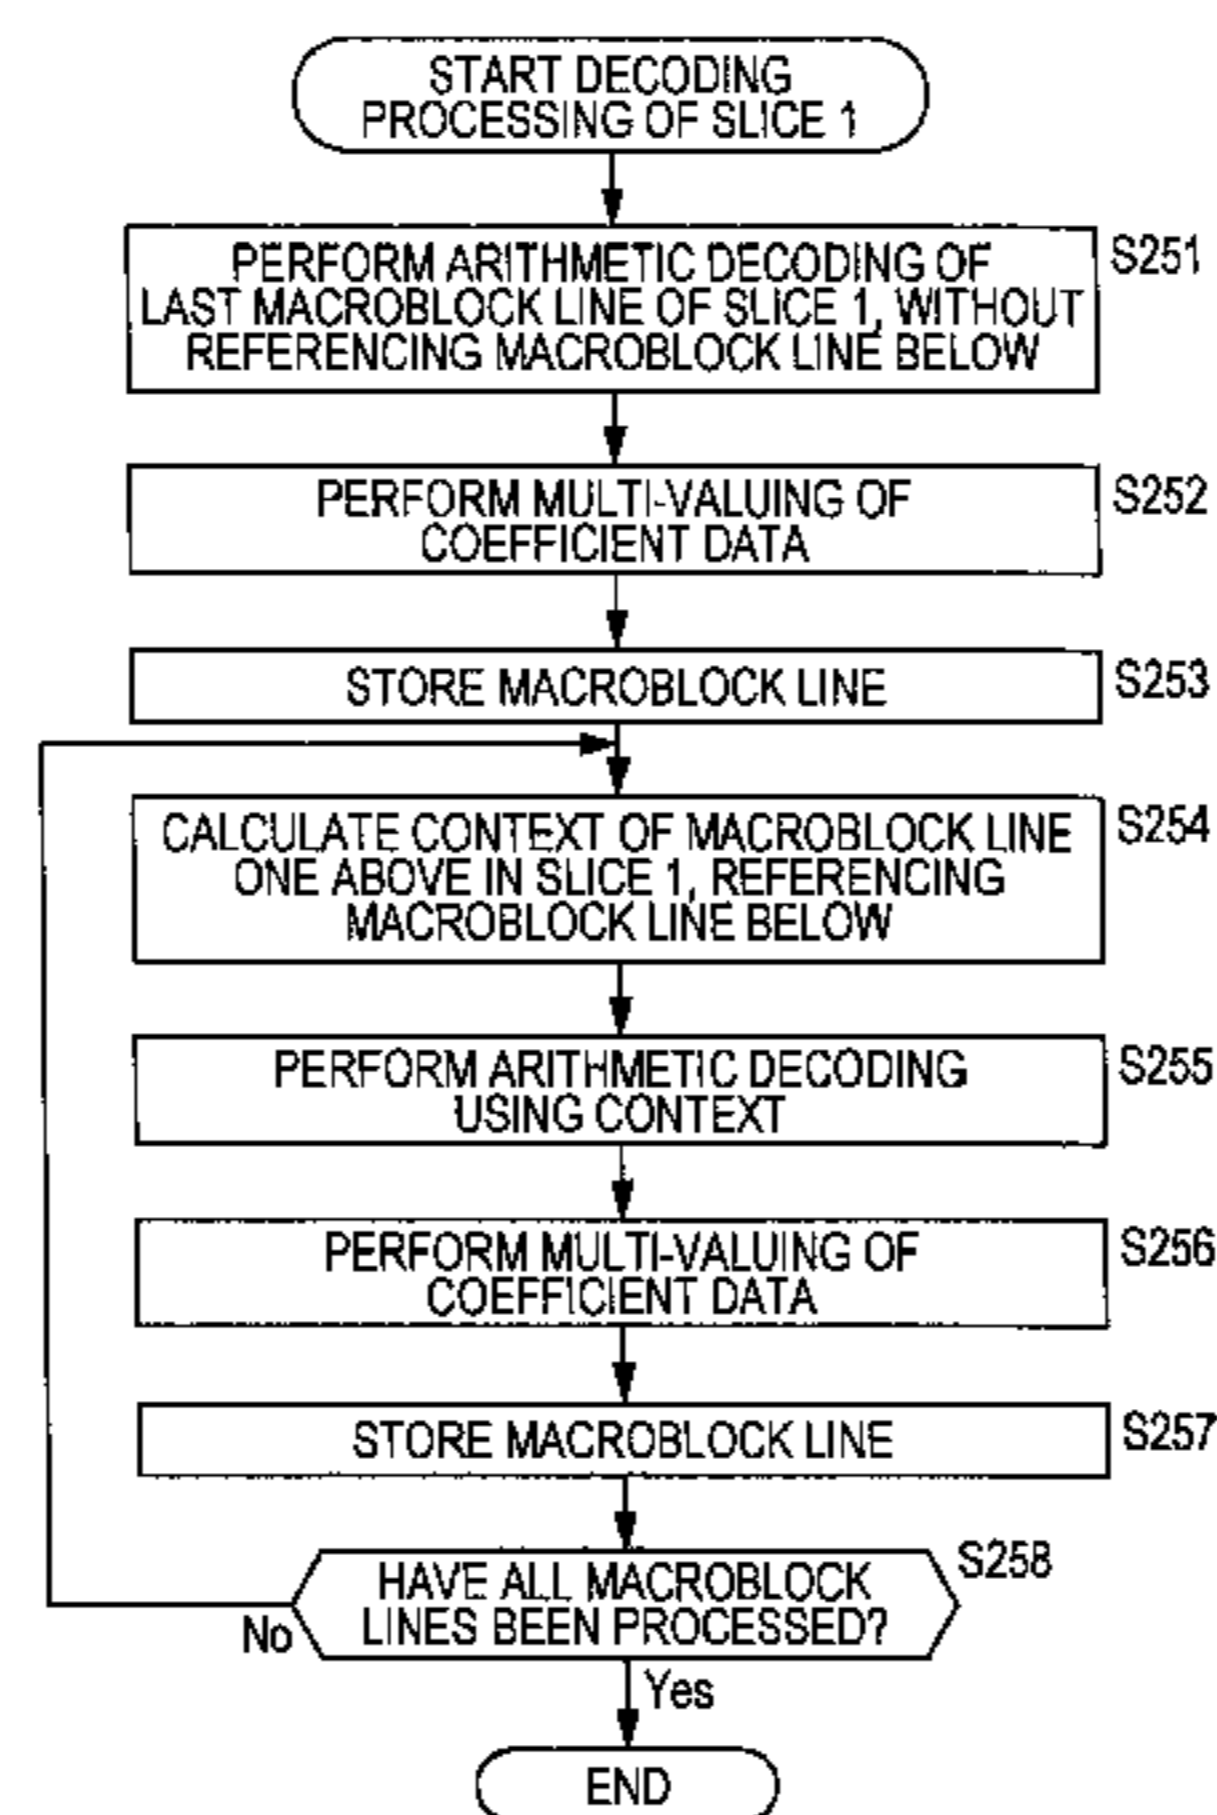 START DECODING
PROCESSING OF SLICE 1
PERFORM ARITHMETIC DECODING OF
LAST MACROBLOCK LINE OF SLICE 1, WITHOUT
REFERENCING MACROBLOCK LINE BELOW
S251
PERFORM MULTI-VALUING OF
COEFFICIENT DATA
S252
STORE MACROBLOCK LINE
S253
CALCULATE CONTEXT OF MACROBLOCK LINE
ONE ABOVE IN SLICE 1, REFERENCING
MACROBLOCK LINE BELOW
S254
PERFORM ARITHMETIC DECODING
USING CONTEXT
S255
PERFORM MULTI-VALUING OF
COEFFICIENT DATA
S256
STORE MACROBLOCK LINE
S257
HAVE ALL MACROBLOCK
LINES BEEN PROCESSED?
S258
No
Yes
END